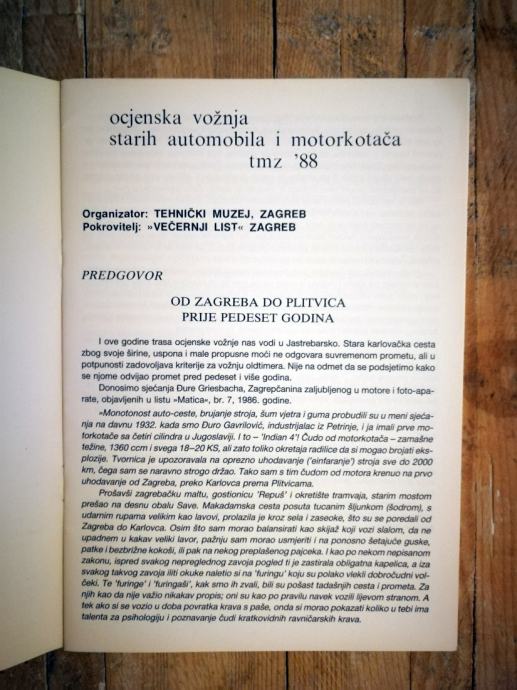 ocjenska vožnja
starih automobila i motorkotača
tmz '88
Organizator: TEHNIČKI MUZEJ, ZAGREB
Pokrovitelj: »VEČERNJI LIST« ZAGREB
PREDGOVOR
OD ZAGREBA DO PLITVICA
PRIJE PEDESET GODINA
I ove godine trasa ocjenske vožnje nas vodi u Jastrebarsko. Stara karlovačka cesta
zbog svoje širine, uspona i male propusne moći ne odgovara suvremenom prometu, ali u
potpunosti zadovoljava kriterije za vožnju oldtimera. Nije na odmet da se podsjetimo kako
se njome odvijao promet pred pedeset i više godina.
Donosimo sjećanja Đure Griesbacha, Zagrepčanina zaljubljenog u motore i foto-apa-
rate, objavljenih u listu »Matica«, br. 7, 1986. godine.
»Monotonost auto-ceste, brujanje stroja, šum vjetra i guma probudili su u meni sjeća-
nja na davnu 1932. kada smo Đuro Gavrilović, industrijalac iz Petrinje, i ja imali prve mo-
torkotače sa četiri cilindra u Jugoslaviji. I to – 'Indian 4'! Čudo od motorkotača – zamašne
težine, 1360 ccm i svega 18–20 KS, ali zato toliko okretaja radilice da si mogao brojati eks-
plozije. Tvornica je upozoravala na oprezno uhodavanje ('einfaranje') stroja sve do 2000
km, čega sam se naravno strogo držao. Tako sam s tim čudom od motora krenuo na prvo
uhodavanje od Zagreba, preko Karlovca prema Plitvicama.
Prošavši zagrebačku maltu, gostionicu 'Repuš' i okretište tramvaja, starim mostom
prešao na desnu obalu Save. Makadamska cesta posuta tucanim šljunkom (šodrom), s
udarnim rupama velikim kao lavovi, prolazila je kroz sela i zaseoke, što su se poredali od
Zagreba do Karlovca. Osim što sam morao balansirati kao skijaš koji vozi slalom, da ne
upadnem u kakav veliki lavor, pažnju sam morao usmjeriti i na ponosno šetajuće guske,
patke i bezbrižne kokoši, ili pak na nekog preplašenog pajceka. I kao po nekom nepisanom
zakonu, ispred svakog nepreglednog zavoja pogled ti je zastirala obligatna kapelica, a iza
svakog takvog zavoja iliti okuke naletio si na 'furingu' koju su polako vlekli dobroćudni vol-
čeki. Te 'furinge' i 'furingaši', kak smo ih zvali, bili su pošast tadašnjih cesta i prometa. Za
njih kao da nije važio nikakav propis; oni su kao po pravilu navek vozili lijevom stranom. A
tek ako si se vozio u doba povratka krava s paše, onda si morao pokazati koliko u tebi ima
talenta za psihologiju i poznavanje ćudi kratkovidnih ravničarskih krava.